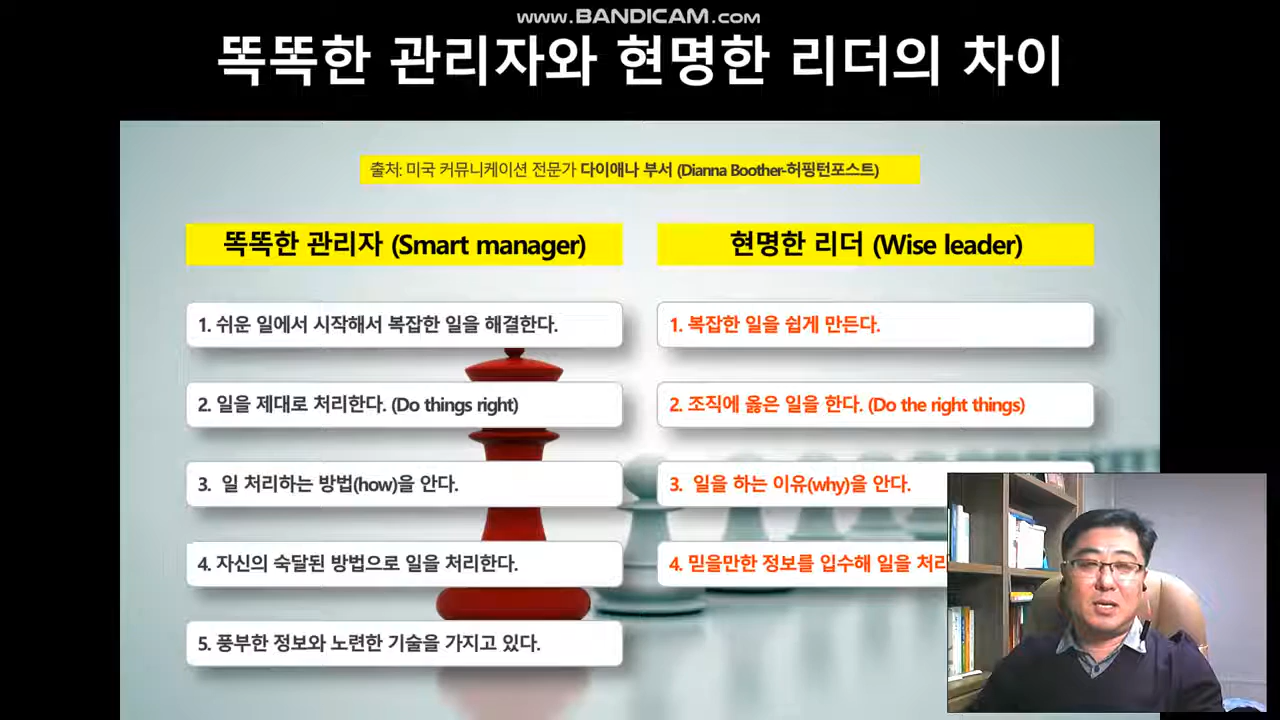 www.BANDICAM.com
똑똑한 관리자와 현명한 리더의 차이
출처: 미국 커뮤니케이션 전문가 다이애나 부서 (Dianna Boother-허핑턴포스트)
똑똑한 관리자 (Smart manager)
1. 쉬운 일에서 시작해서 복잡한 일을 해결한다.
2. 일을 제대로 처리한다. (Do things right)
3. 일 처리하는 방법(how)을 안다.
4. 자신의 숙달된 방법으로 일을 처리한다.
5. 풍부한 정보와 노련한 기술을 가지고 있다.
현명한 리더 (Wise leader)
1. 복잡한 일을 쉽게 만든다.
2. 조직에 옳은 일을 한다. (Do the right things)
3. 일을 하는 이유(why)을 안다.
4. 믿을만한 정보를 입수해 일을 처리